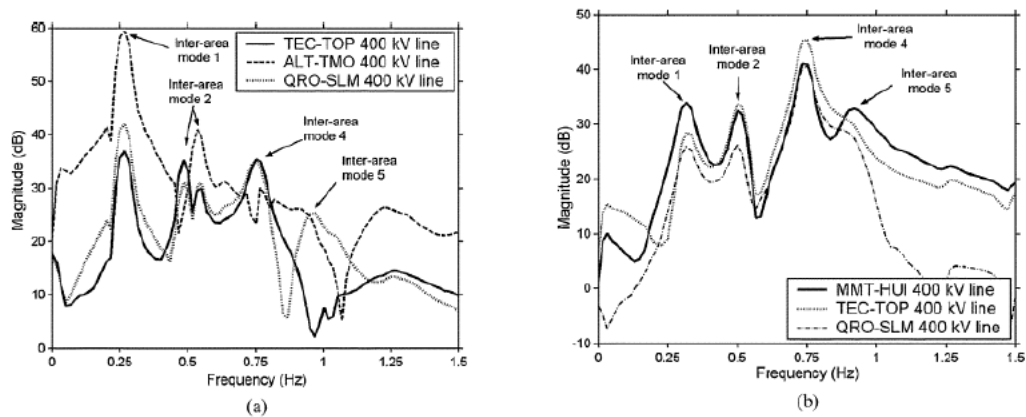 60
50
40
30
20
10
0
Magnitude (dB)
Inter-area
mode 1
Inter-area
mode 2
TEC-TOP 400 kV line
ALT-TMO 400 kV line
QRO-SLM 400 kV line
Inter-area
mode 4
Inter-area
mode 5
0 0.25 0.5 0.75 1 1.25 1.5
Frequency (Hz)
(a)
50
40
30
20
10
0
-10
Magnitude (dB)
Inter-area
mode 1
Inter-area
mode 2
Inter-area
mode 4
Inter-area
mode 5
MMT-HUI 400 kV line
TEC-TOP 400 kV line
QRO-SLM 400 kV line
0 0.25 0.5 0.75 1 1.25 1.5
Frequency (Hz)
(b)